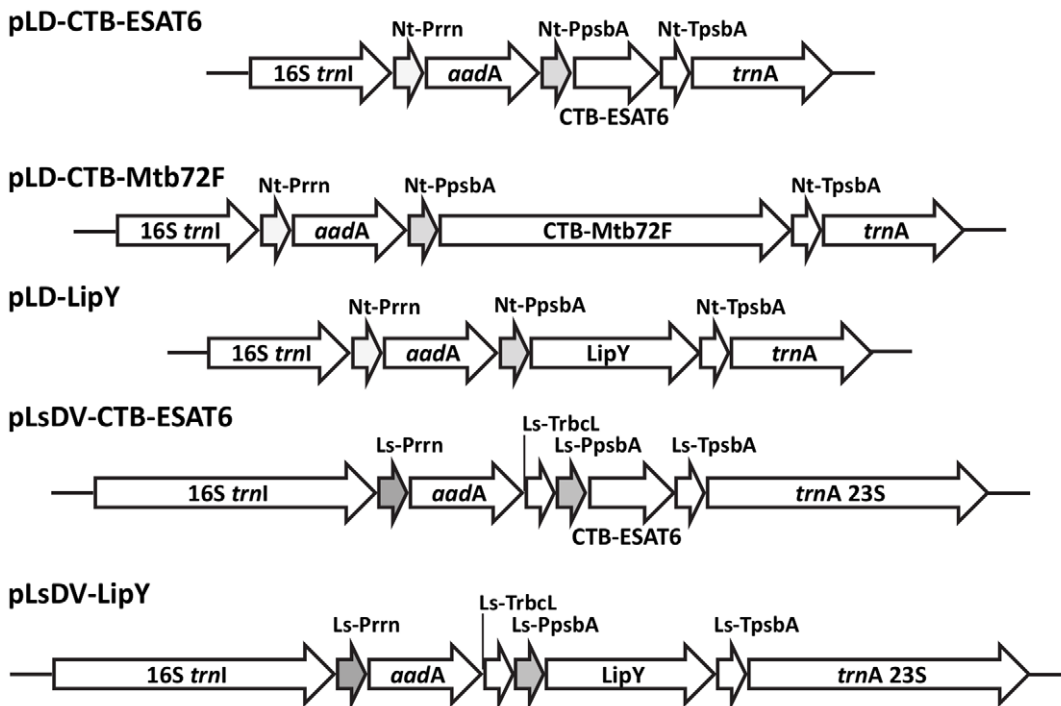 pLD-CTB-ESAT6
Nt-Prrn Nt-PpsbA Nt-TpsbA
16S trnI aadA trnA
CTB-ESAT6
pLD-CTB-Mtb72F
Nt-Prrn Nt-PpsbA Nt-TpsbA
16S trnI aadA CTB-Mtb72F trnA
pLD-LipY
Nt-Prrn Nt-PpsbA Nt-TpsbA
16S trnI aadA LipY trnA
pLsDV-CTB-ESAT6
Ls-TrbcL
Ls-Prrn Ls-PpsbA Ls-TpsbA
16S trnI aadA trnA 23S
CTB-ESAT6
pLsDV-LipY
Ls-TrbcL
Ls-Prrn Ls-PpsbA Ls-TpsbA
16S trnI aadA LipY trnA 23S